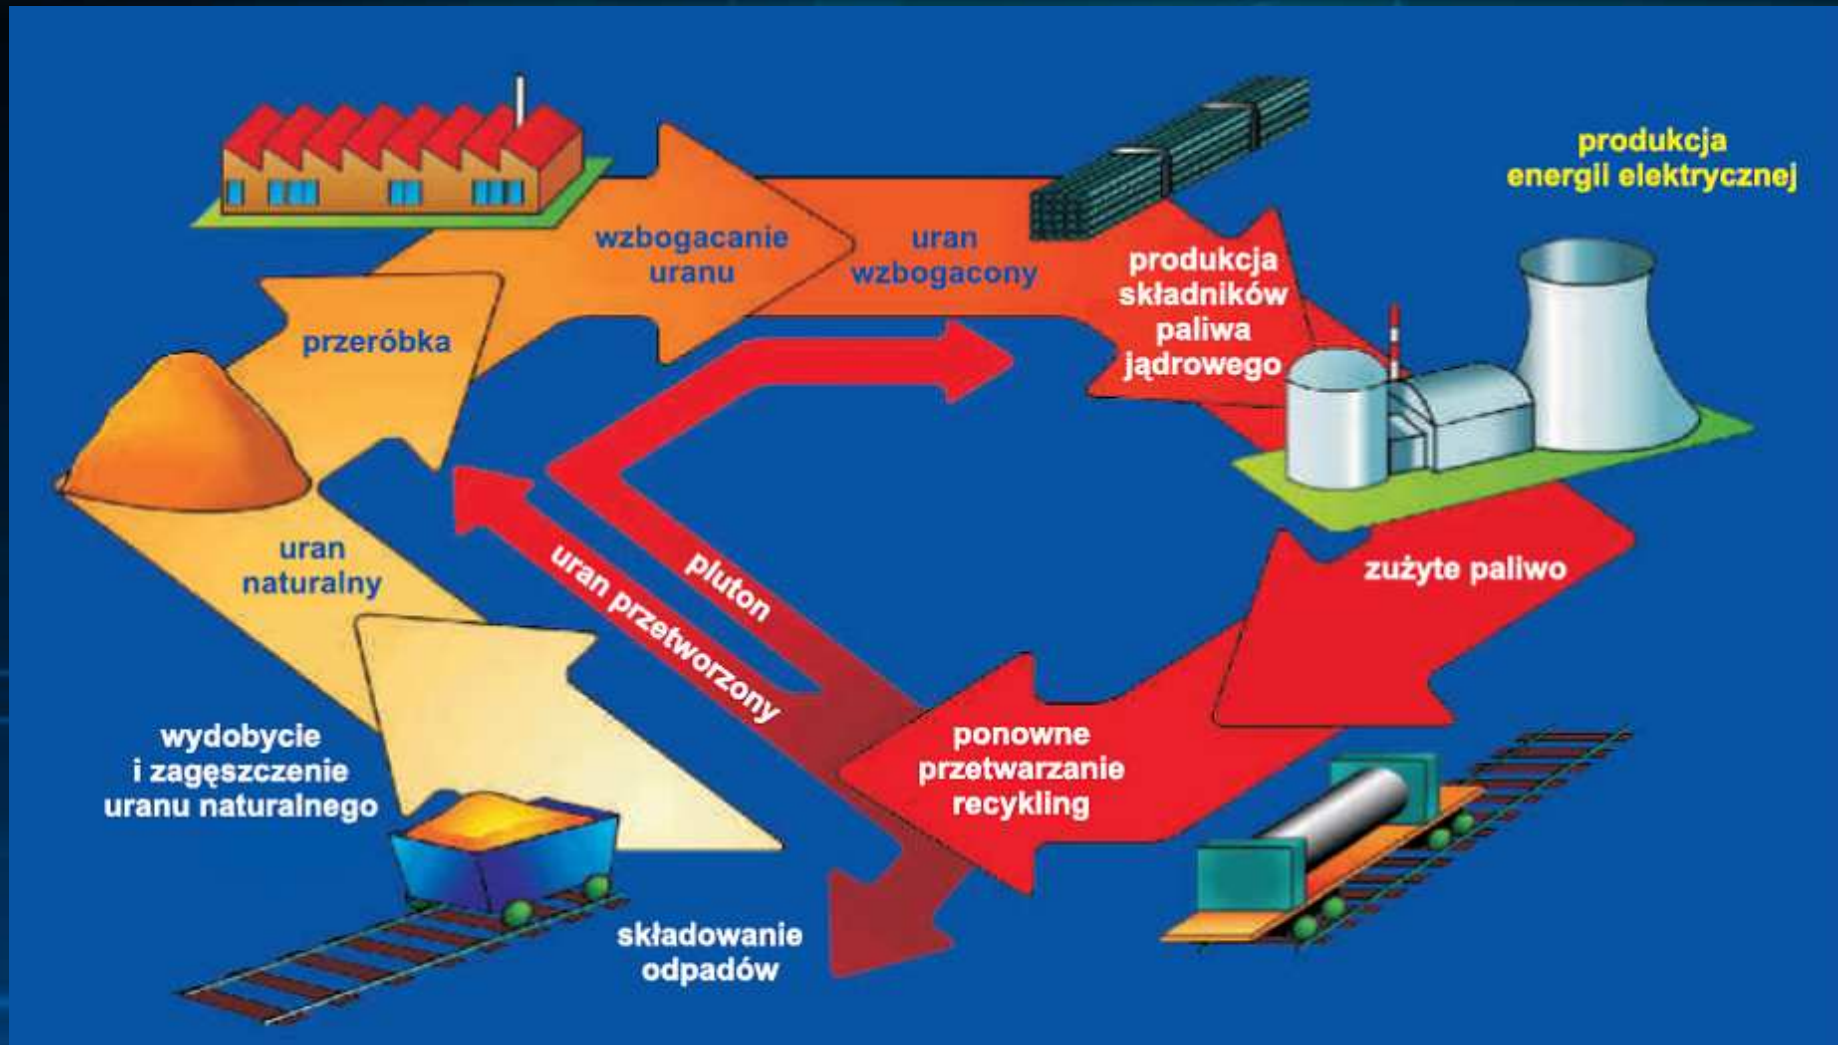 produkcja
energii elektrycznej
wzbogacanie
uranu
uran
wzbogacony
produkcja
składników
paliwa
jądrowego
przeróbka
uran
naturalny
pluton
uran przetworzony
zużyte paliwo
wydobycie
i zagęszczenie
uranu naturalnego
ponowne
przetwarzanie
recykling
składowanie
odpadów